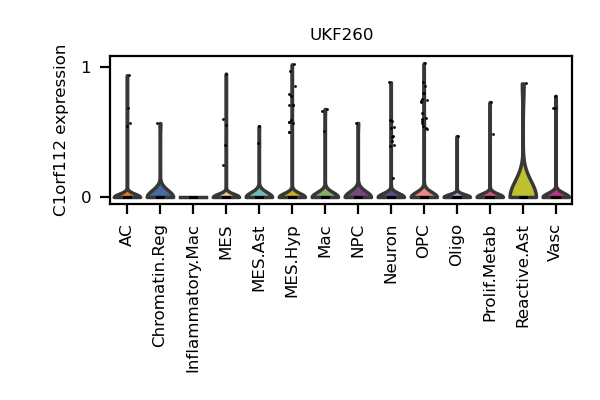 UKF260
C1orf112 expression
1
0
AC
Chromatin.Reg
Inflammatory.Mac
MES
MES.Ast
MES.Hyp
Mac
NPC
Neuron
OPC
Oligo
Prolif.Metab
Reactive.Ast
Vasc